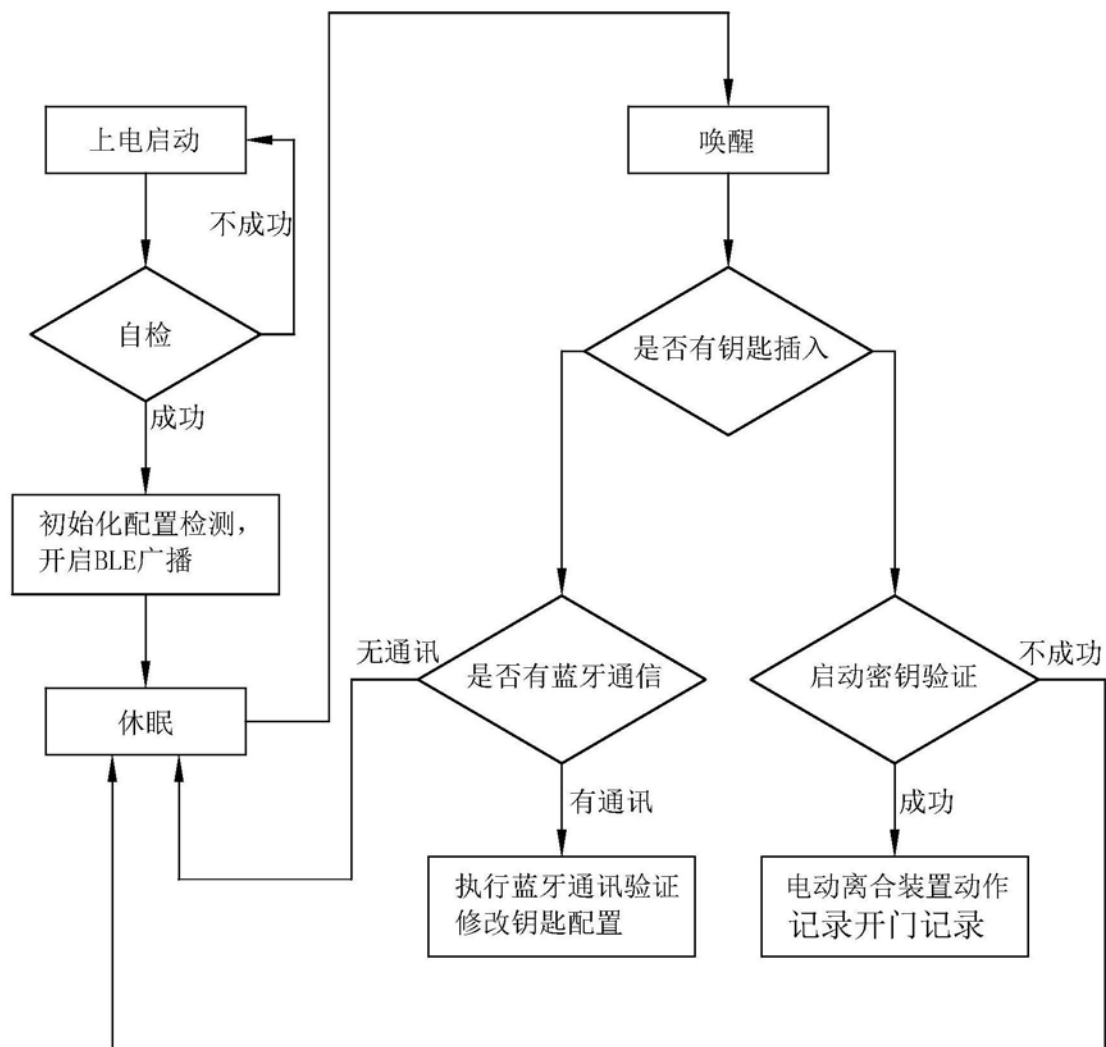 上电启动
不成功
自检
成功
初始化配置检测，
开启BLE广播
休眠
唤醒
是否有钥匙插入
无通讯
是否有蓝牙通信
有通讯
执行蓝牙通讯验证
修改钥匙配置
启动密钥验证
不成功
成功
电动离合装置动作
记录开门记录